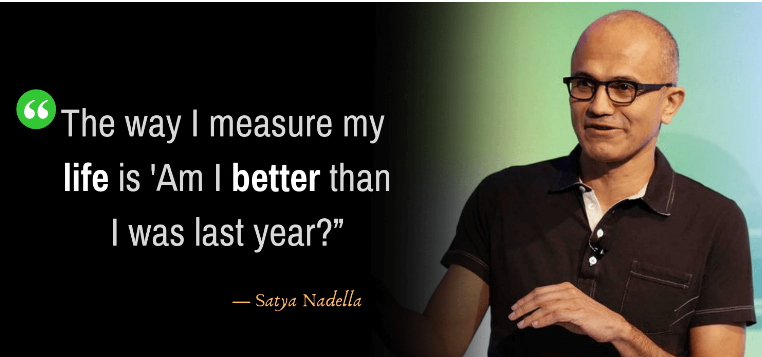 “ The way I measure my
life is 'Am I better than
I was last year?”
— Satya Nadella